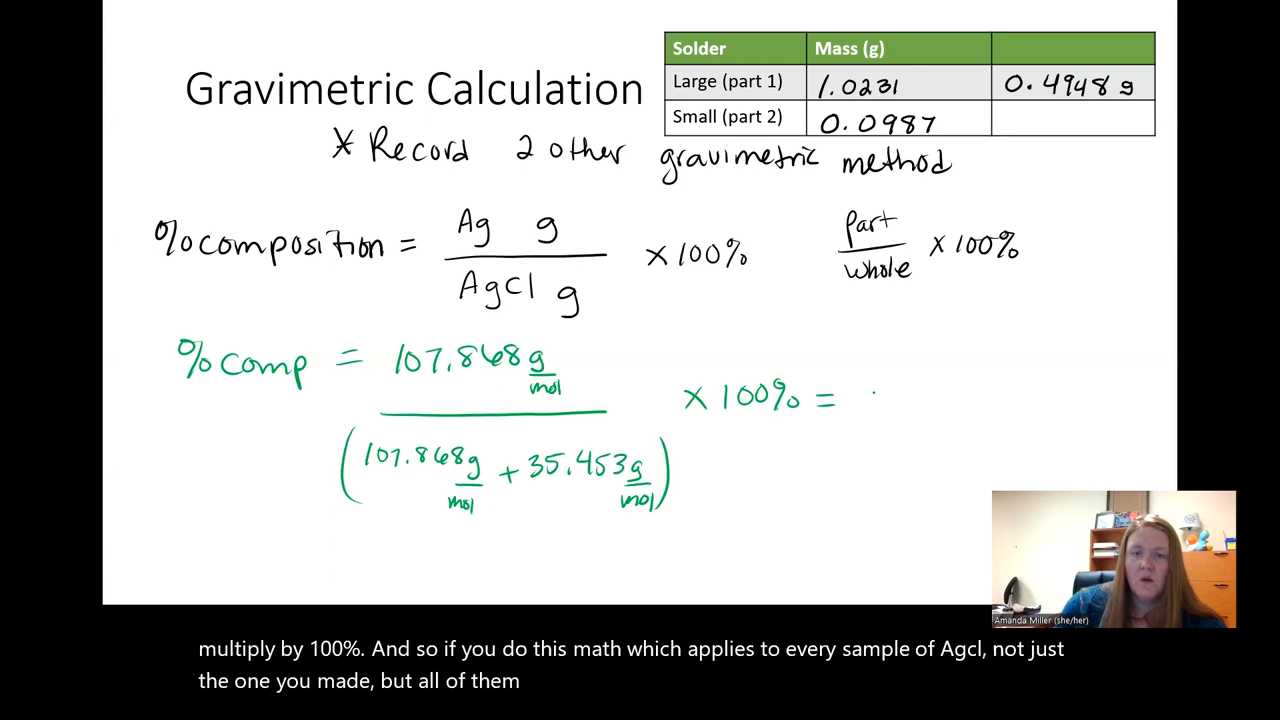 Solder Mass (g)
Large (part 1) 1.0231 0.4948 g
Small (part 2) 0.0987
Gravimetric Calculation
* Record 2 other gravimetric method
%composition = Ag g / AgCl g × 100%
part / whole × 100%
%comp = 107.868 g/mol / (107.868 g/mol + 35.453 g/mol) × 100% =
Amanda Miller (she/her)
multiply by 100%. And so if you do this math which applies to every sample of Agcl, not just
the one you made, but all of them